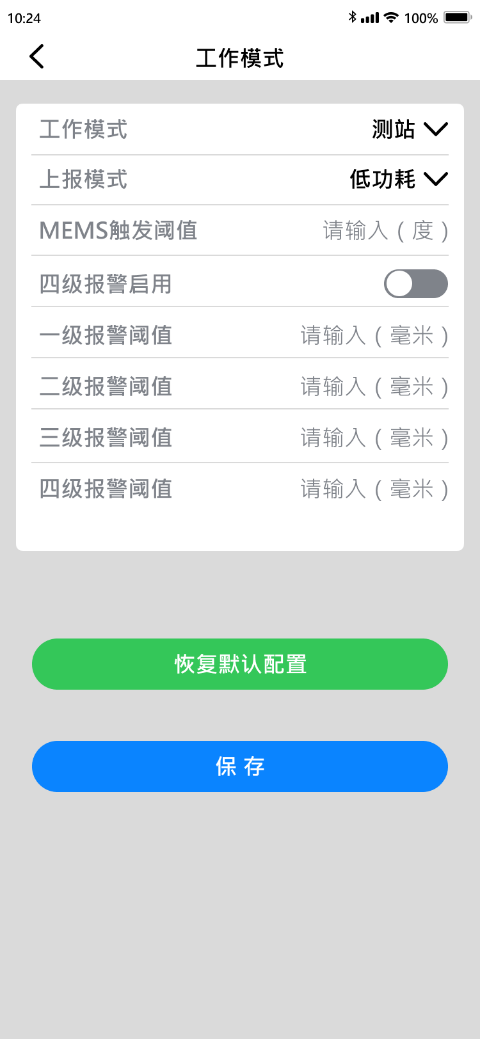 10:24 100%
工作模式
工作模式 测站
上报模式 低功耗
MEMS触发阈值 请输入(度)
四级报警启用
一级报警阈值 请输入(毫米)
二级报警阈值 请输入(毫米)
三级报警阈值 请输入(毫米)
四级报警阈值 请输入(毫米)
恢复默认配置
保 存